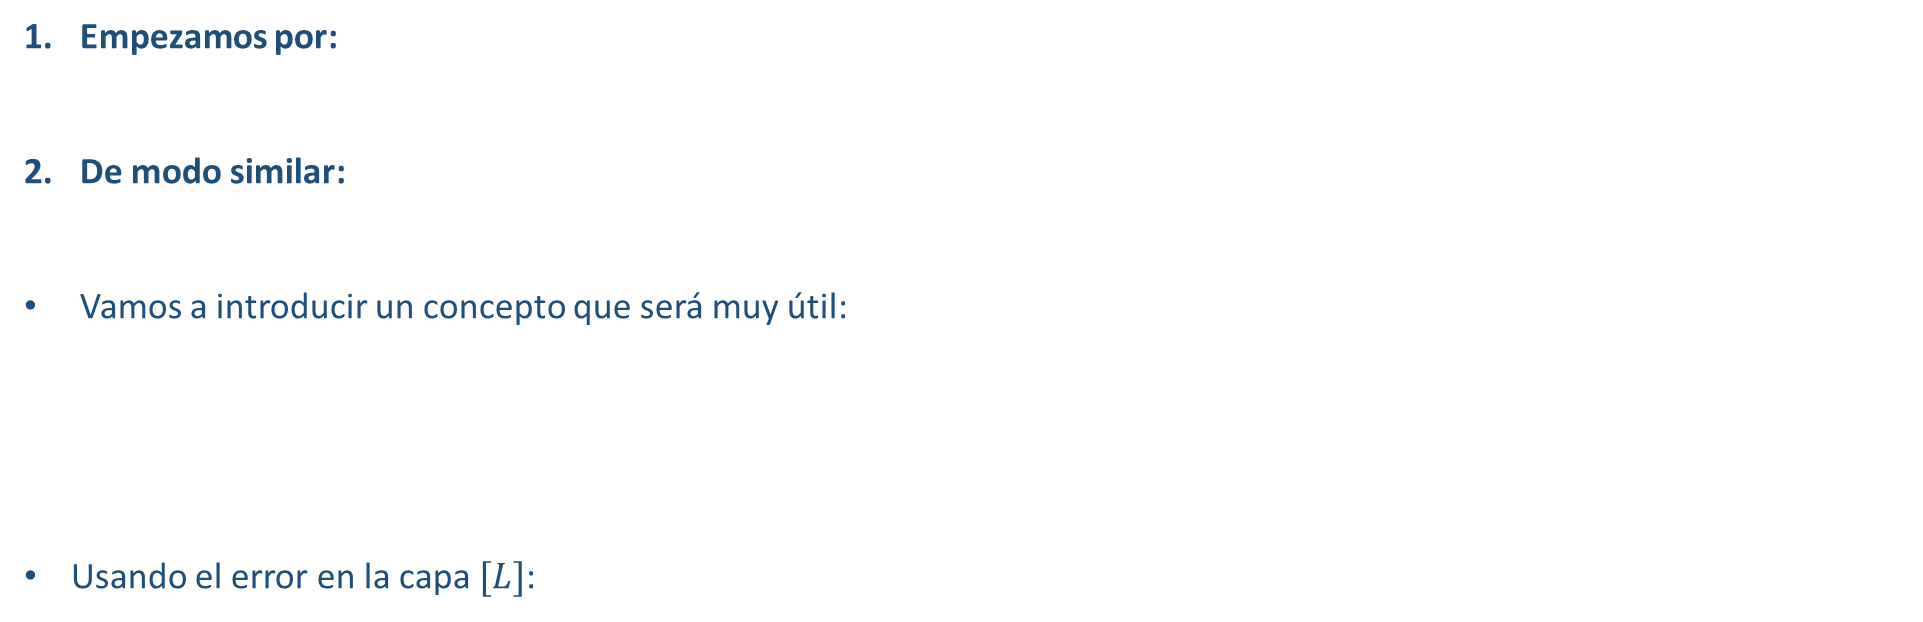 1. Empezamos por:
2. De modo similar:
• Vamos a introducir un concepto que será muy útil:
• Usando el error en la capa [L]: